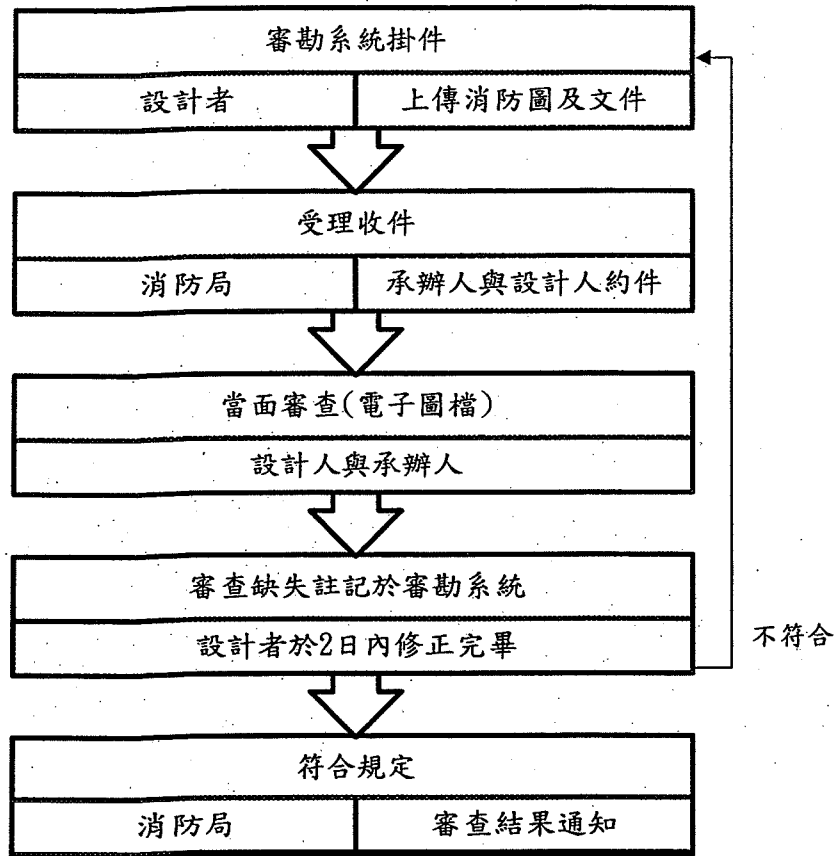 審勘系統掛件
設計者 上傳消防圖及文件
受理收件
消防局 承辦人與設計人約件
當面審查(電子圖檔)
設計人與承辦人
審查缺失註記於審勘系統
設計者於2日內修正完畢
不符合
符合規定
消防局 審查結果通知